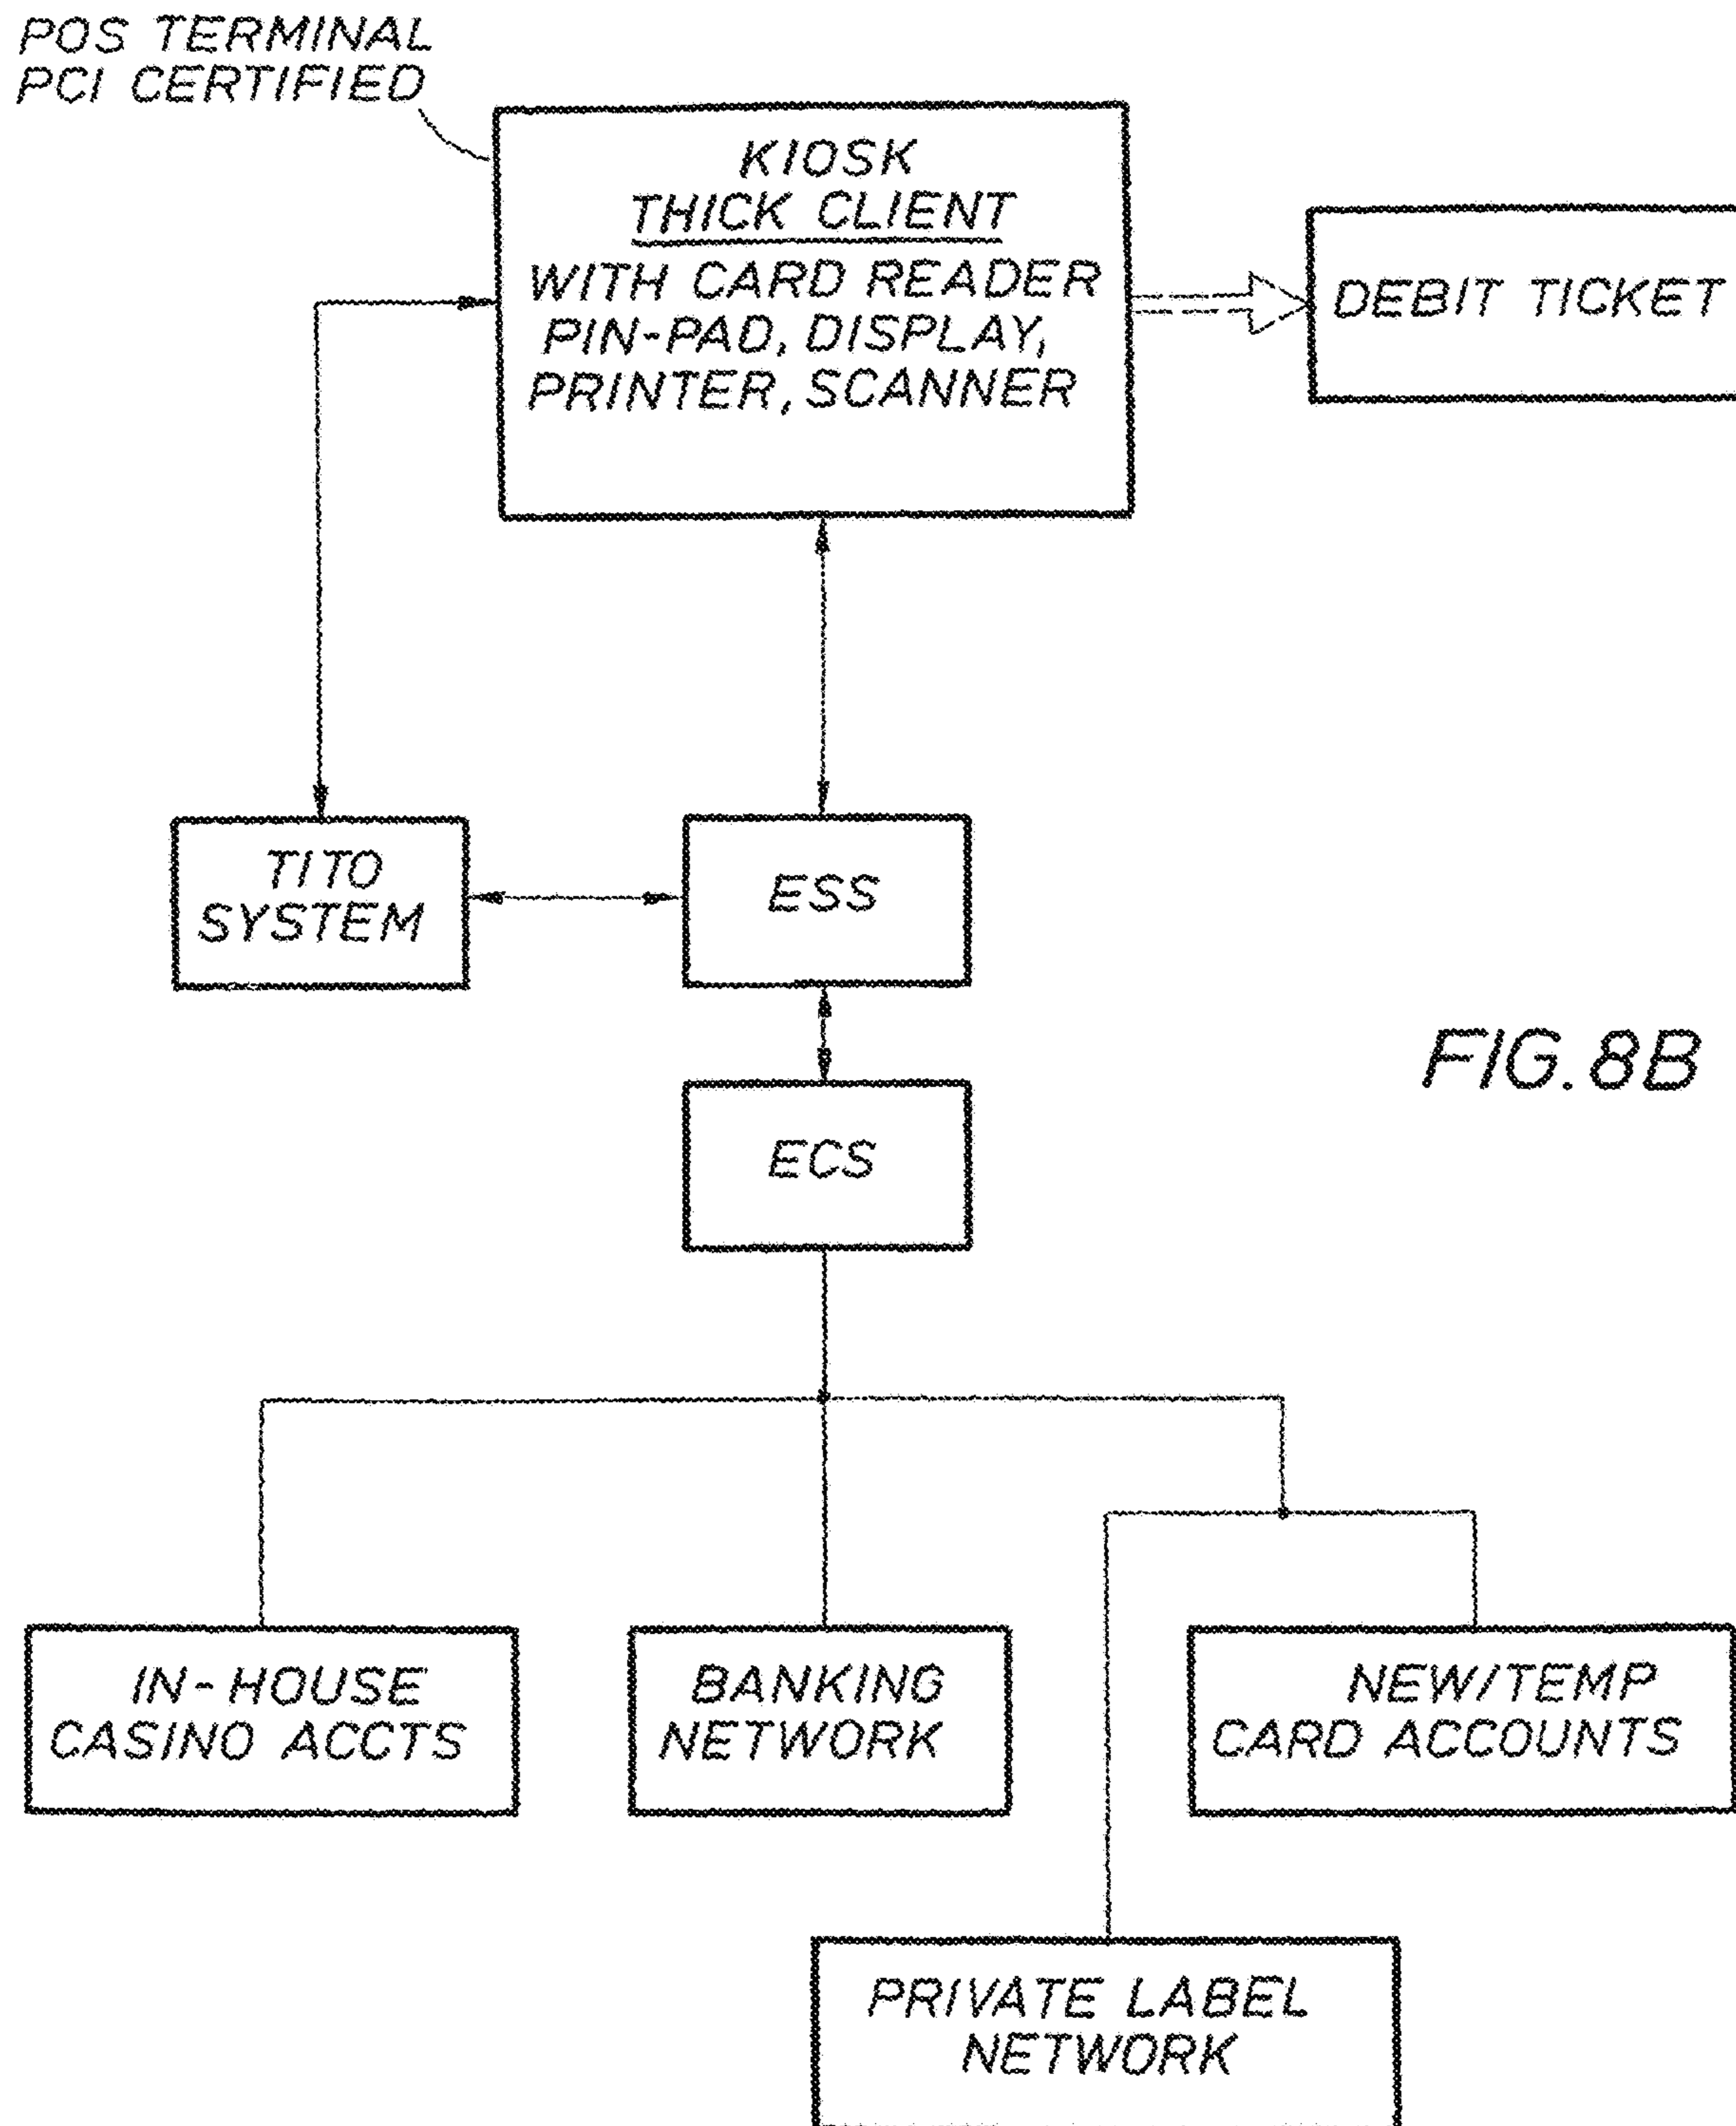 POS TERMINAL
PCI CERTIFIED
KIOSK
THICK CLIENT
WITH CARD READER
PIN-PAD, DISPLAY,
PRINTER, SCANNER
DEBIT TICKET
TITO
SYSTEM
ESS
FIG. 8B
ECS
IN-HOUSE
CASINO ACCTS
BANKING
NETWORK
NEW/TEMP
CARD ACCOUNTS
PRIVATE LABEL
NETWORK